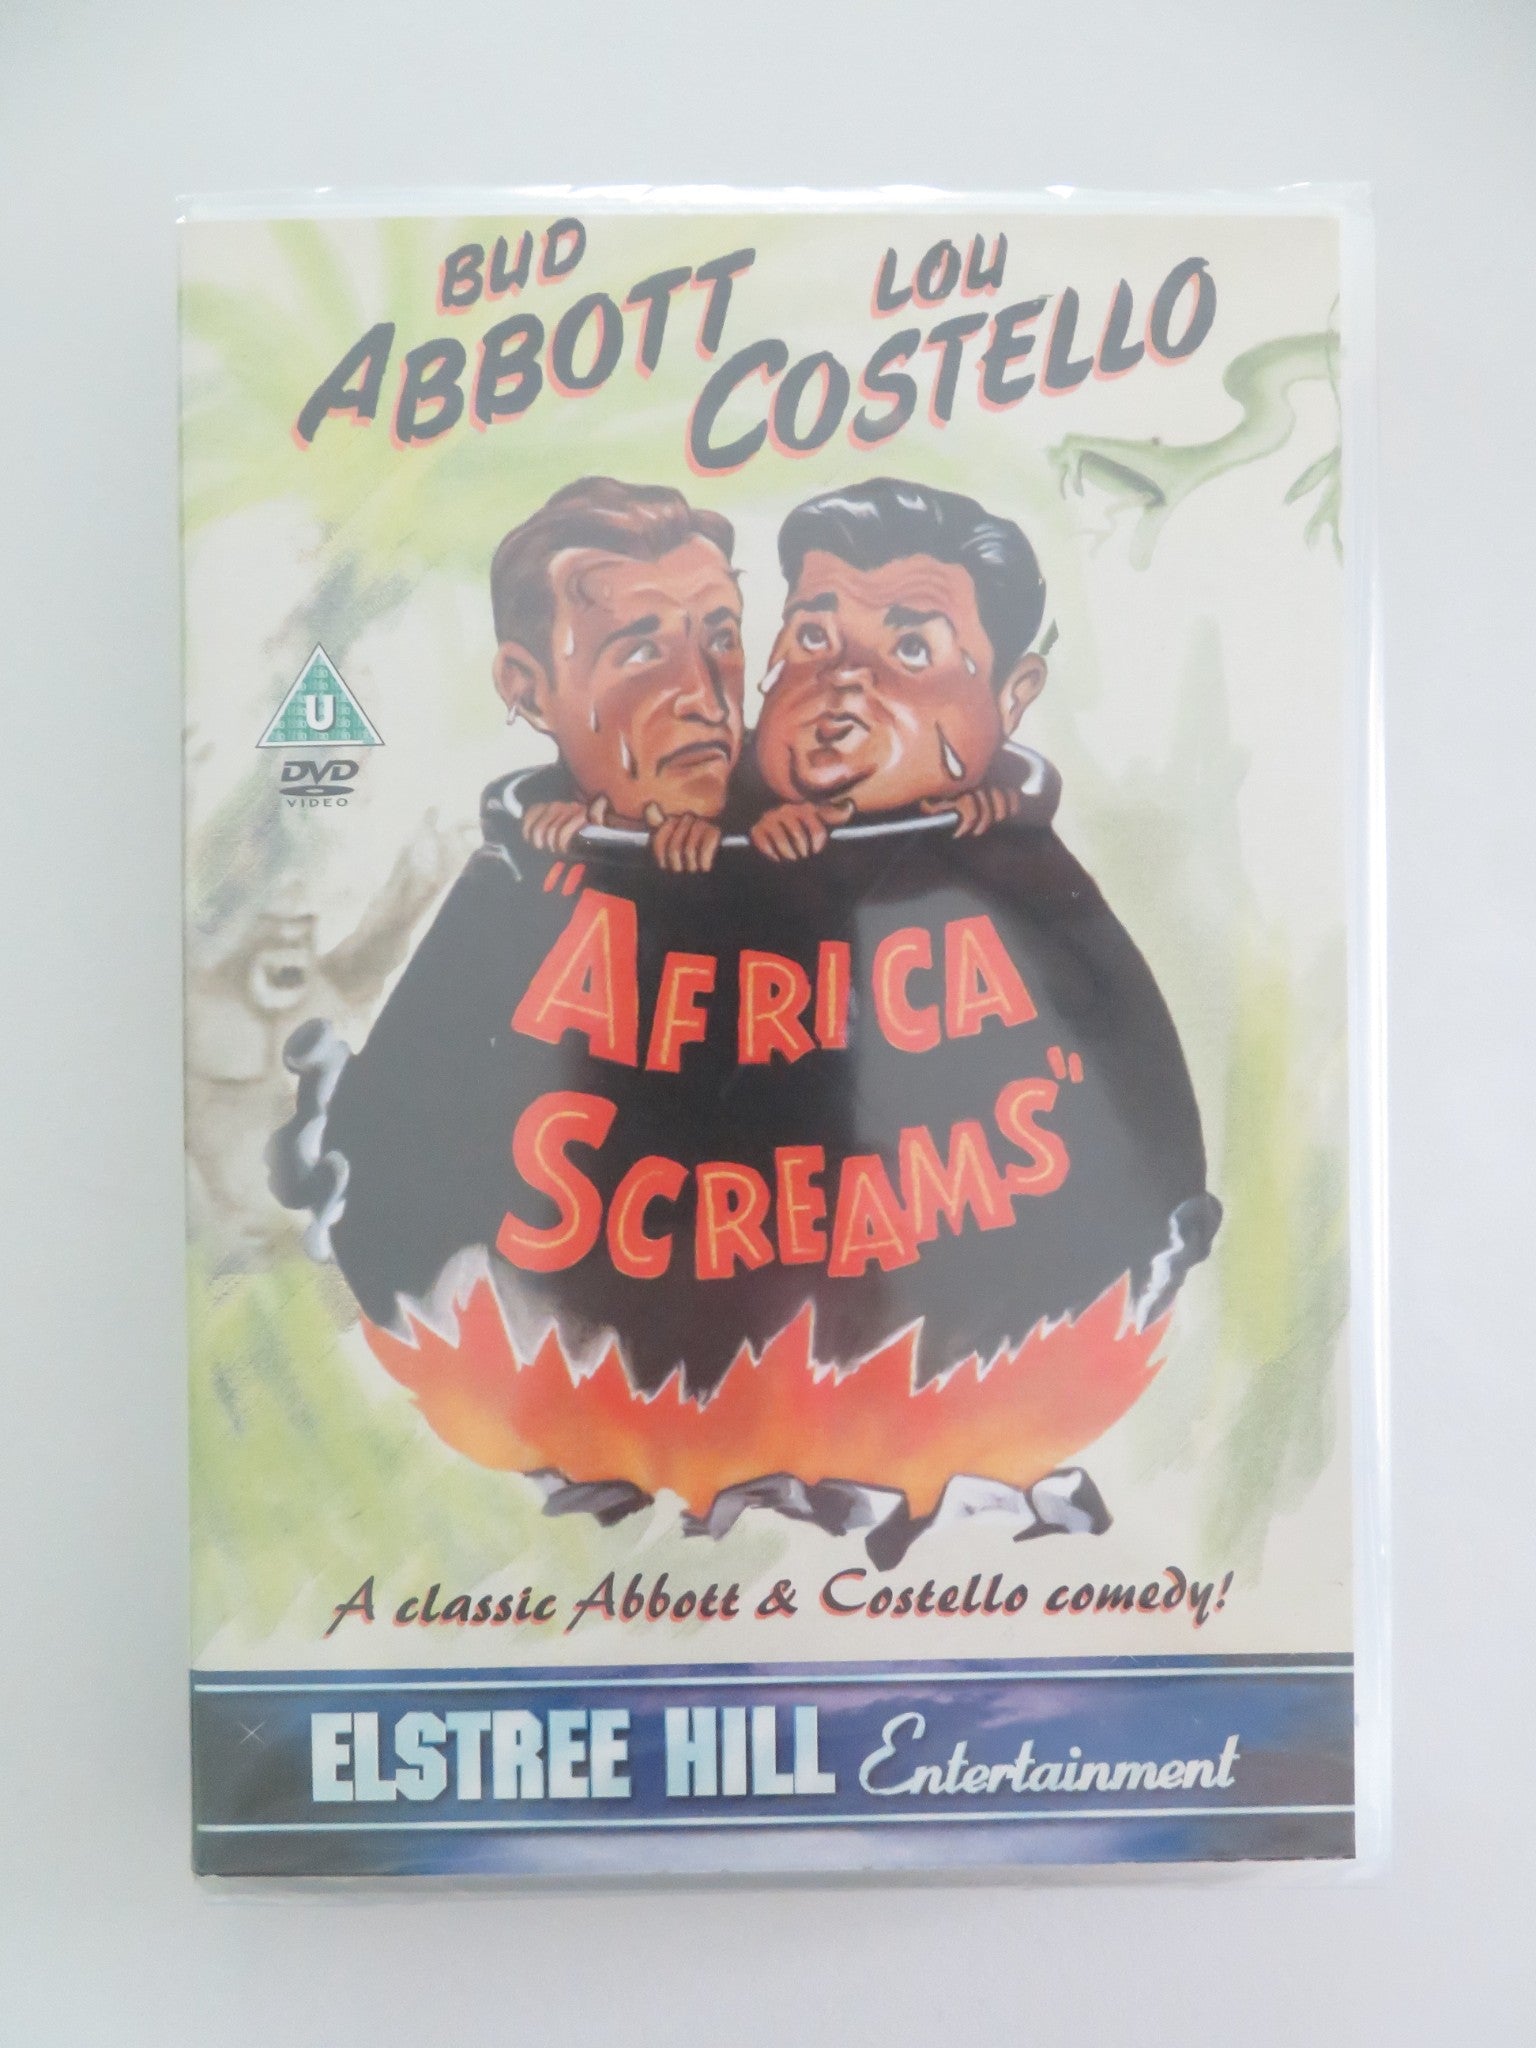 BUD
ABBOTT
LOU
COSTELLO
U
DVD
VIDEO
"AFRICA
SCREAMS"
A classic Abbott & Costello comedy!
ELSTREE HILL Entertainment